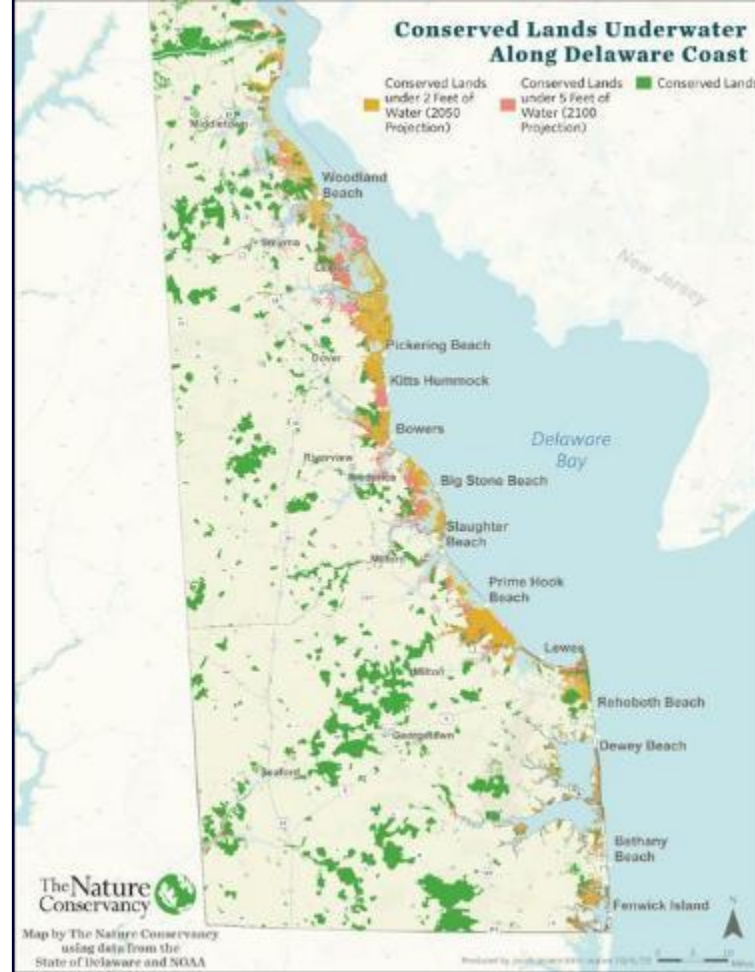 Conserved Lands Underwater
Along Delaware Coast
Conserved Lands
under 2 Feet of
Water (2050
Projection)
Conserved Lands
under 5 Feet of
Water (2100
Projection)
Conserved Lands
Middletown
Woodland
Beach
Smyrna
New Jersey
Pickering Beach
Dover
Kitts Hummock
Bowers
Delaware
Bay
Riverview
Frederica
Big Stone Beach
Slaughter
Beach
Milford
Prime Hook
Beach
Lewes
Milton
Rehoboth Beach
Georgetown
Dewey Beach
Seaford
Bethany
Beach
Fenwick Island
The Nature
Conservancy
Map by The Nature Conservancy
using data from the
State of Delaware and NOAA
N